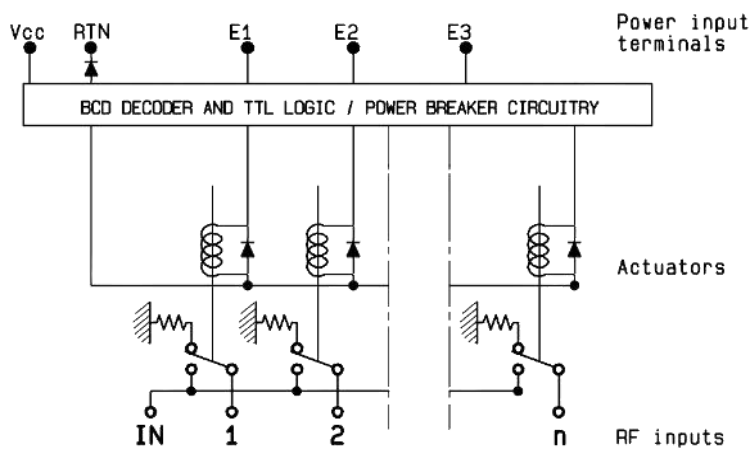 Vcc RTN E1 E2 E3 Power input
terminals
BCD DECODER AND TTL LOGIC / POWER BREAKER CIRCUITRY
Actuators
IN 1 2 n RF inputs